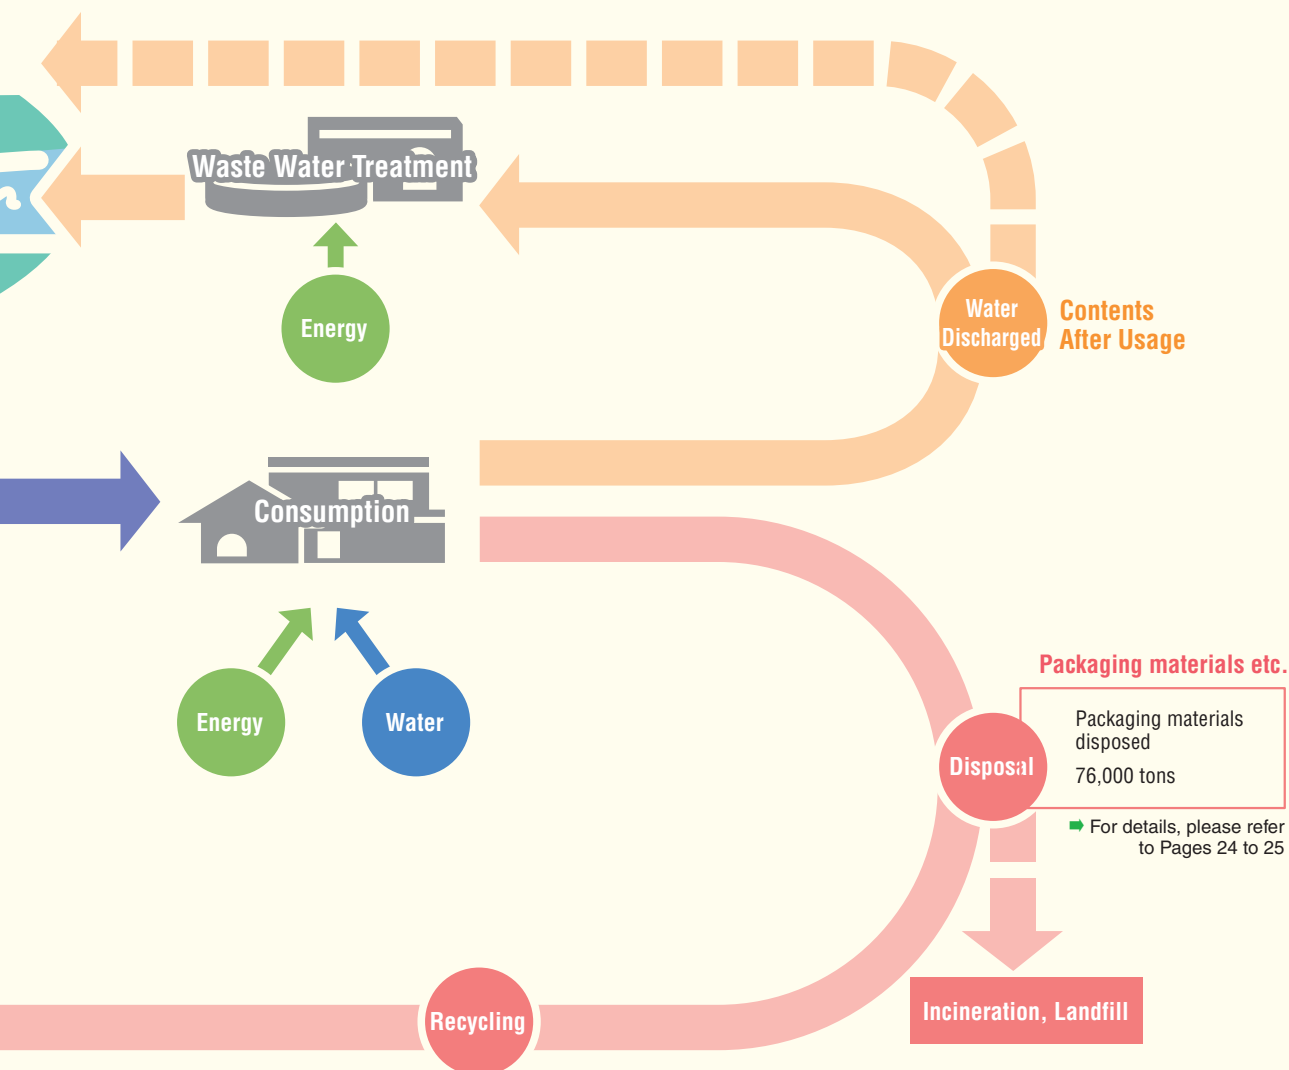 Waste Water Treatment
Energy
Water
Discharged
Contents
After Usage
Consumption
Energy
Water
Packaging materials etc.
Packaging materials
disposed
76,000 tons
Disposal
For details, please refer
to Pages 24 to 25
Incineration, Landfill
Recycling